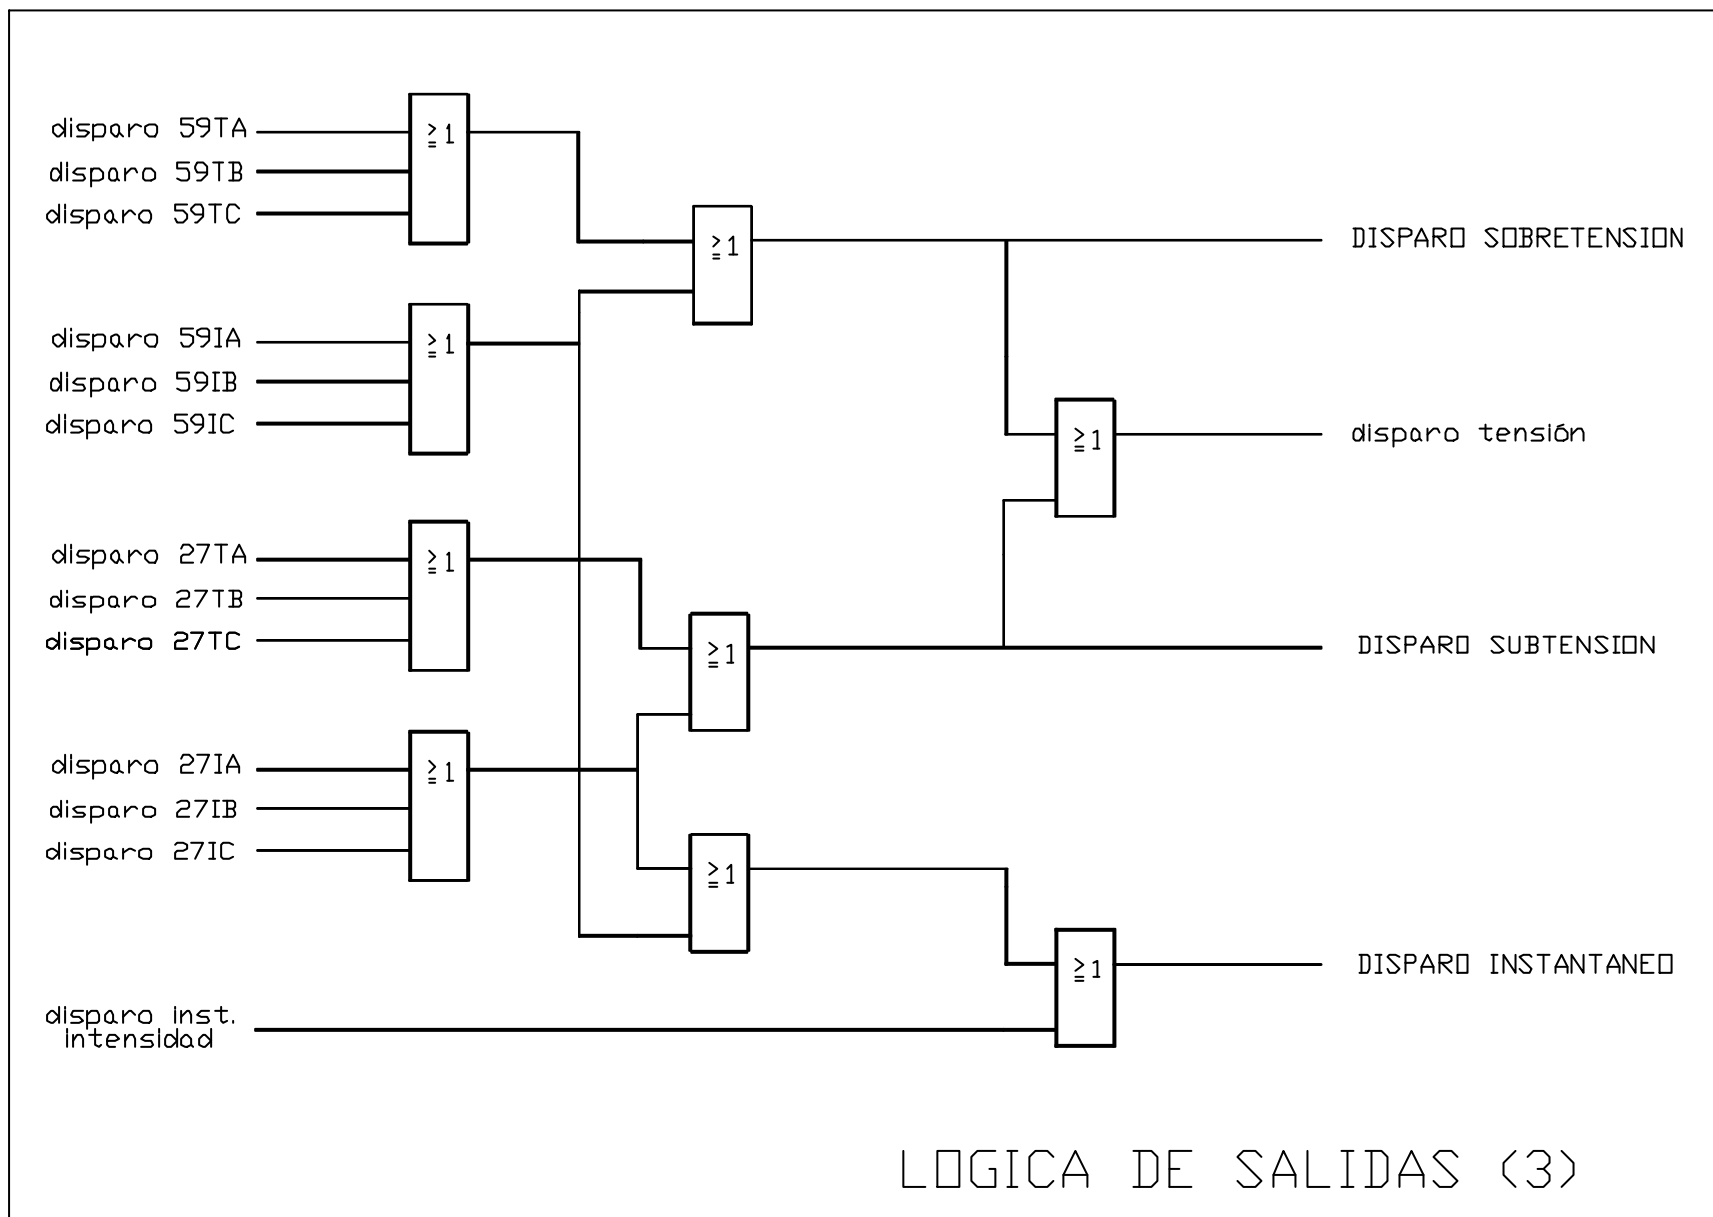 disparo 59TA
disparo 59TB
disparo 59TC
≥1
≥1
DISPARO SOBRETENSION
disparo 59IA
disparo 59IB
disparo 59IC
≥1
≥1
disparo tensión
disparo 27TA
disparo 27TB
disparo 27TC
≥1
≥1
DISPARO SUBTENSION
disparo 27IA
disparo 27IB
disparo 27IC
≥1
≥1
≥1
DISPARO INSTANTANEO
disparo inst.
intensidad
LOGICA DE SALIDAS (3)